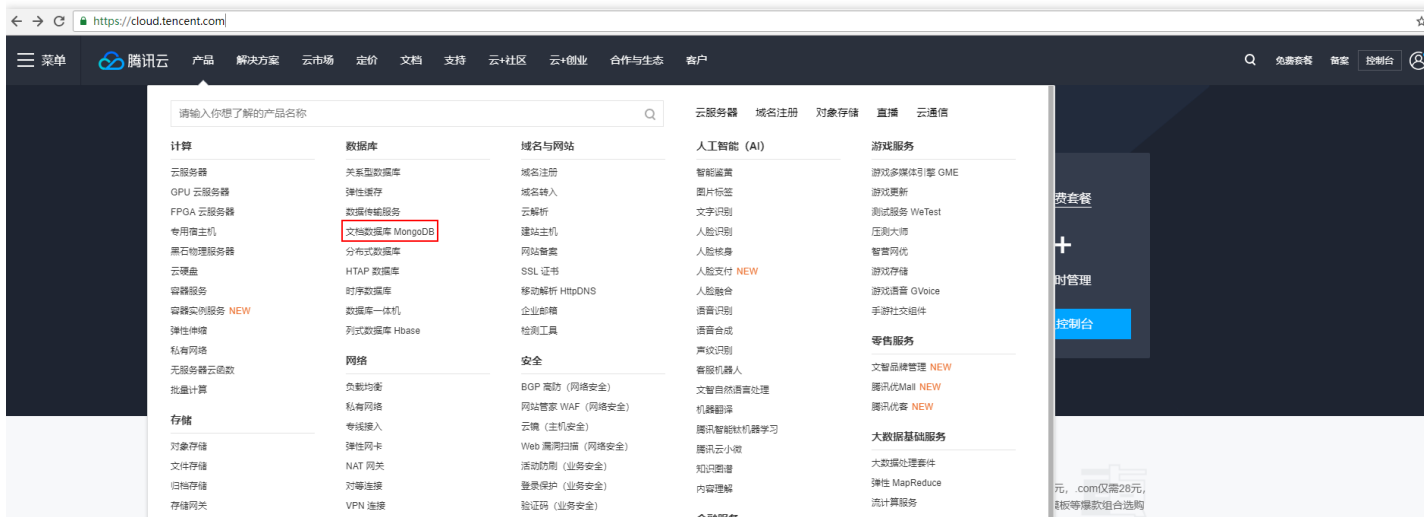 https://cloud.tencent.com
菜单 腾讯云 产品 解决方案 云市场 定价 文档 支持 云+社区 云+创业 合作与生态 客户 免费套餐 备案 控制台
请输入你想了解的产品名称
云服务器 域名注册 对象存储 直播 云通信
计算
云服务器
GPU 云服务器
FPGA 云服务器
专用宿主机
黑石物理服务器
云硬盘
容器服务
容器实例服务 NEW
弹性伸缩
私有网络
无服务器云函数
批量计算
存储
对象存储
文件存储
归档存储
存储网关
数据库
关系型数据库
弹性缓存
数据传输服务
文档数据库 MongoDB
分布式数据库
HTAP 数据库
时序数据库
数据库一体机
列式数据库 Hbase
网络
负载均衡
私有网络
专线接入
弹性网卡
NAT 网关
对等连接
VPN 连接
域名与网站
域名注册
域名转入
云解析
建站主机
网站备案
SSL 证书
移动解析 HttpDNS
企业邮箱
检测工具
安全
BGP 高防（网络安全）
网站管家 WAF（网络安全）
云镜（主机安全）
Web 漏洞扫描（网络安全）
活动防刷（业务安全）
登录保护（业务安全）
验证码（业务安全）
人工智能（AI）
智能鉴黄
图片标签
文字识别
人脸识别
人脸核身
人脸支付 NEW
人脸融合
语音识别
语音合成
声纹识别
客服机器人
文智自然语言处理
机器翻译
腾讯智能钛机器学习
腾讯云小微
知识图谱
内容理解
游戏服务
游戏多媒体引擎 GME
游戏更新
测试服务 WeTest
压测大师
智营网优
游戏存储
游戏语音 GVoice
手游社交组件
零售服务
文智品牌管理 NEW
腾讯优Mall NEW
腾讯优客 NEW
大数据基础服务
大数据处理套件
弹性 MapReduce
流计算服务
费套餐
+
时管理
控制台
元，.com仅需28元，
模板等爆款组合选购